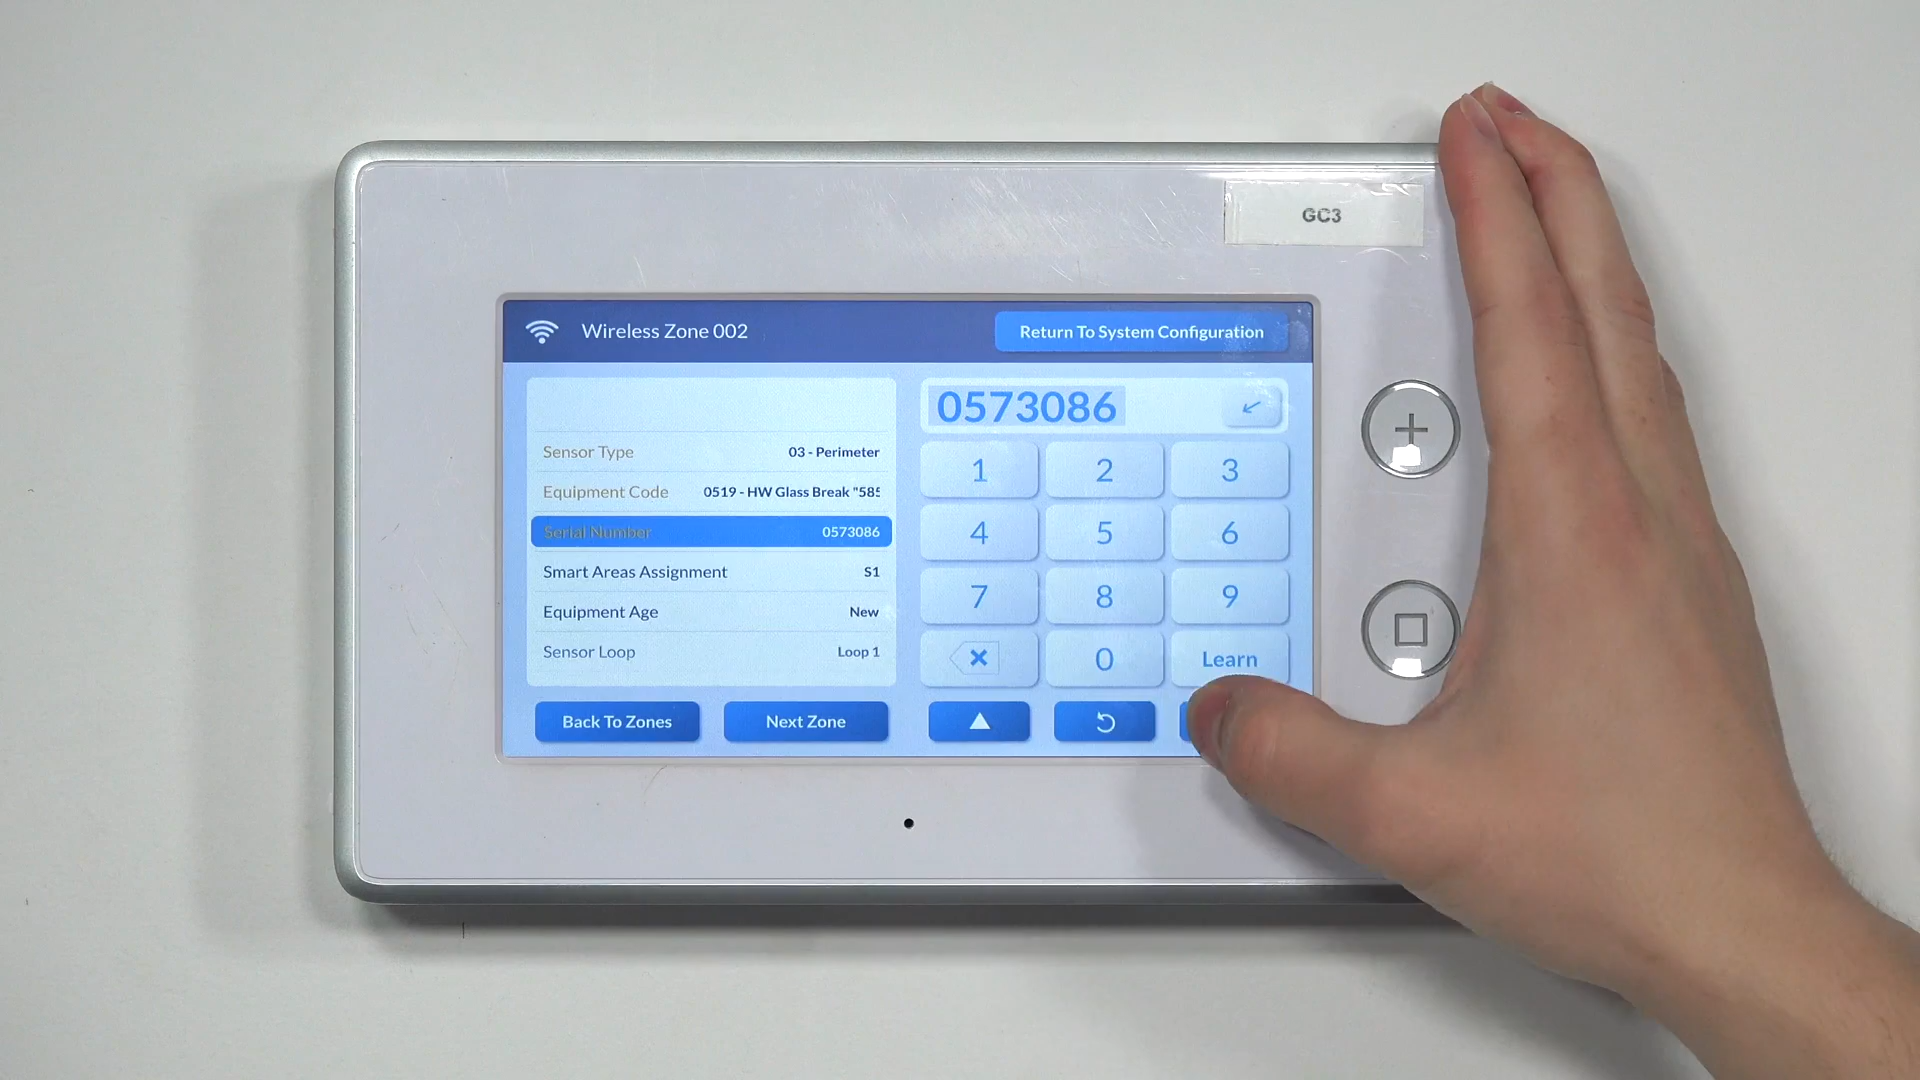 GC3
Wireless Zone 002
Return To System Configuration
0573086
Sensor Type 03 - Perimeter
Equipment Code 0519 - HW Glass Break "585
Serial Number 0573086
Smart Areas Assignment S1
Equipment Age New
Sensor Loop Loop 1
1 2 3
4 5 6
7 8 9
0 Learn
Back To Zones Next Zone